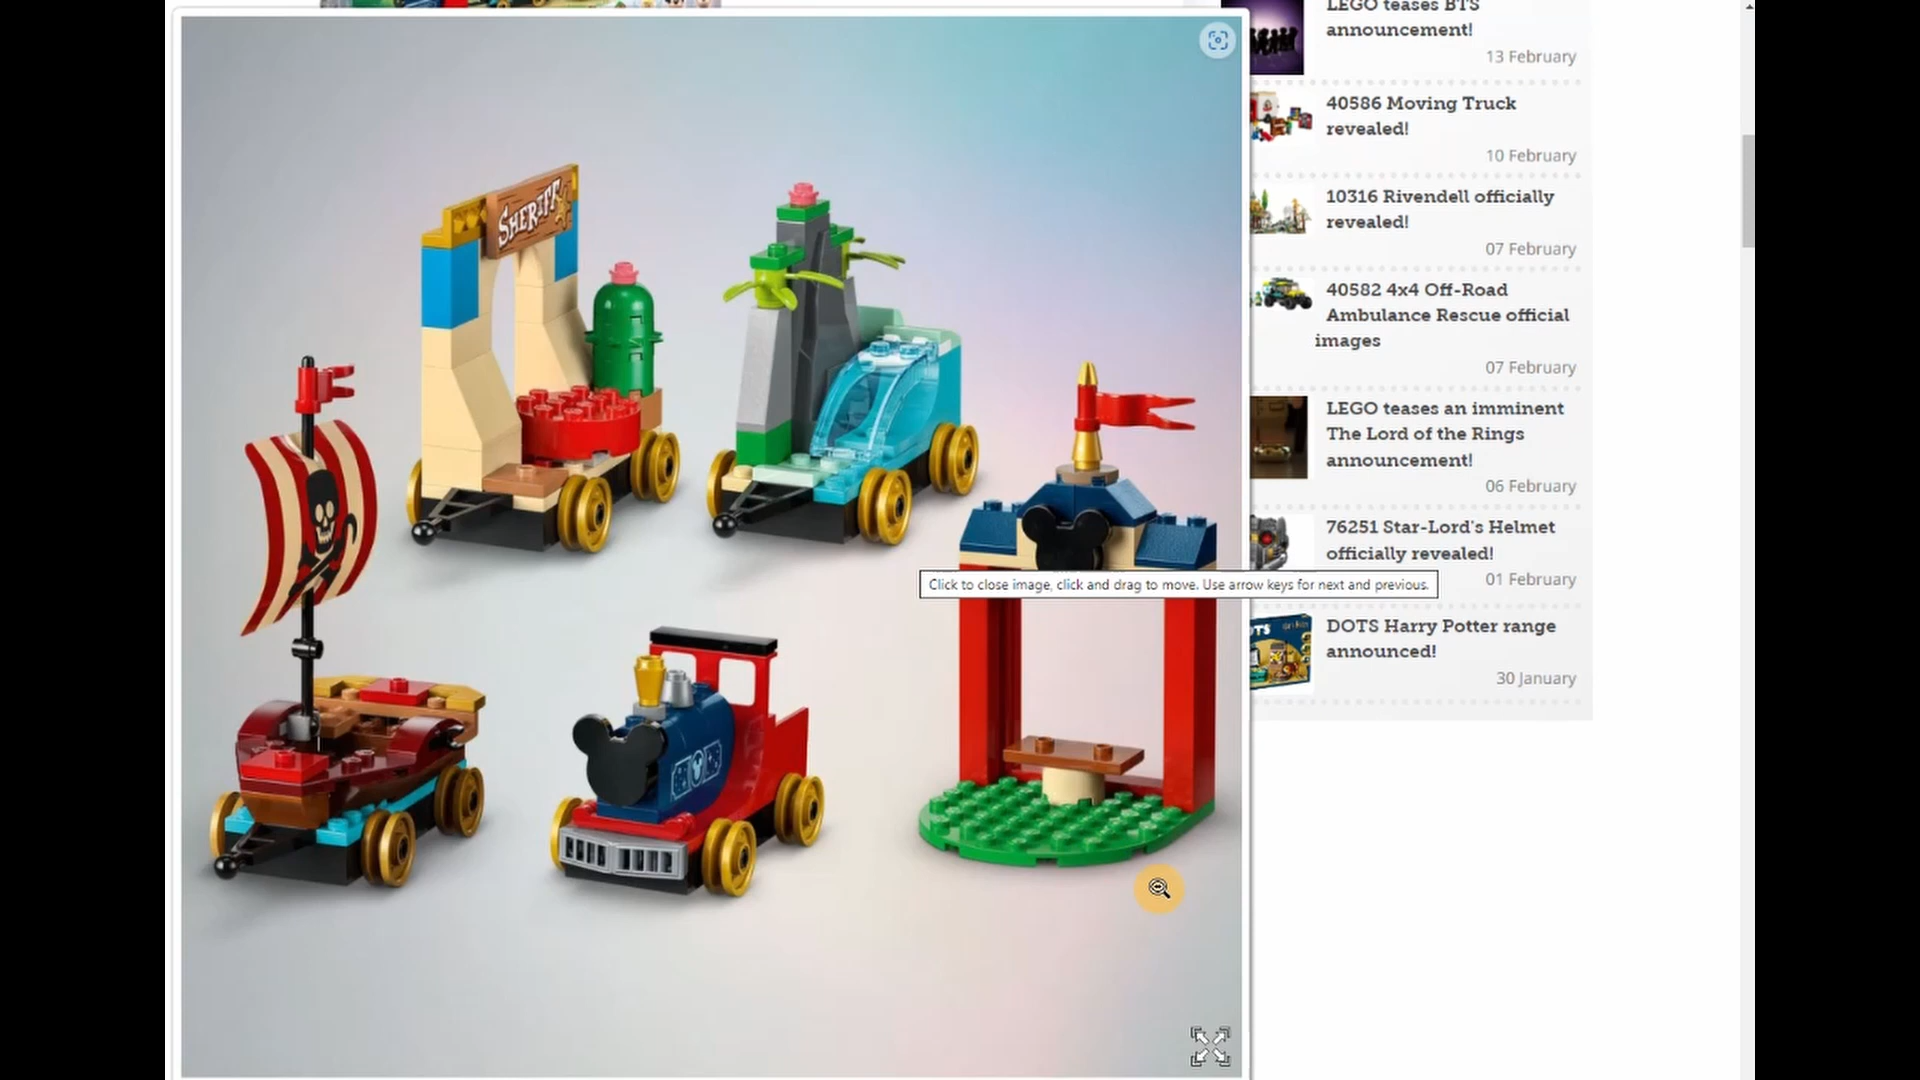 LEGO teases BTS
announcement!
13 February
40586 Moving Truck
revealed!
10 February
10316 Rivendell officially
revealed!
07 February
40582 4x4 Off-Road
Ambulance Rescue official
images
07 February
LEGO teases an imminent
The Lord of the Rings
announcement!
06 February
76251 Star-Lord's Helmet
officially revealed!
01 February
DOTS Harry Potter range
announced!
30 January
SHERIFF
Click to close image, click and drag to move. Use arrow keys for next and previous.